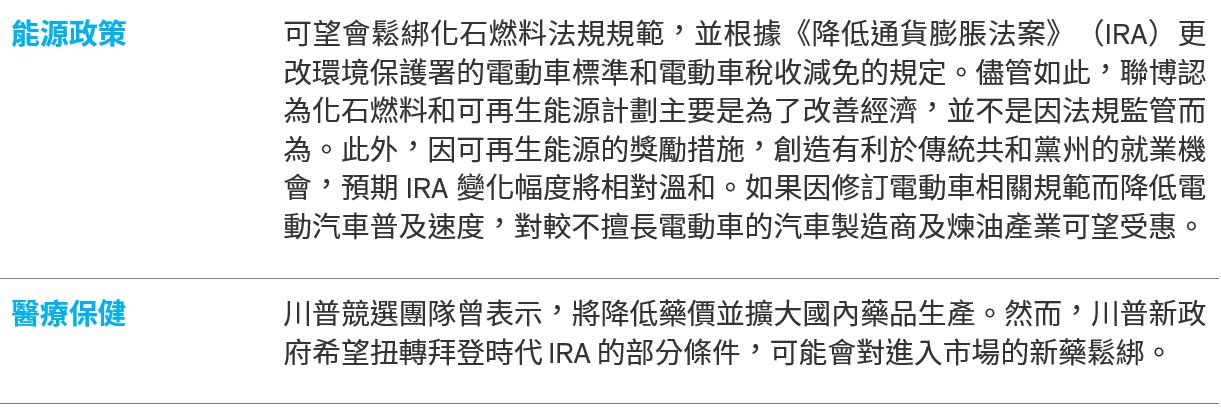 能源政策
可望會鬆綁化石燃料法規規範，並根據《降低通貨膨脹法案》（IRA）更
改環境保護署的電動車標準和電動車稅收減免的規定。儘管如此，聯博認
為化石燃料和可再生能源計劃主要是為了改善經濟，並不是因法規監管而
為。此外，因可再生能源的獎勵措施，創造有利於傳統共和黨州的就業機
會，預期 IRA 變化幅度將相對溫和。如果因修訂電動車相關規範而降低電
動汽車普及速度，對較不擅長電動車的汽車製造商及煉油產業可望受惠。
醫療保健
川普競選團隊曾表示，將降低藥價並擴大國內藥品生產。然而，川普新政
府希望扭轉拜登時代 IRA 的部分條件，可能會對進入市場的新藥鬆綁。